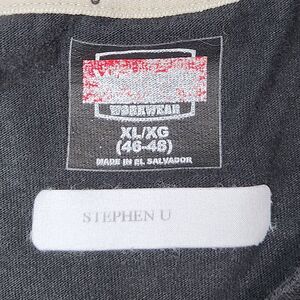 WORKWEAR
XL/XG
(46-48)
MADE IN EL SALVADOR
STEPHEN U